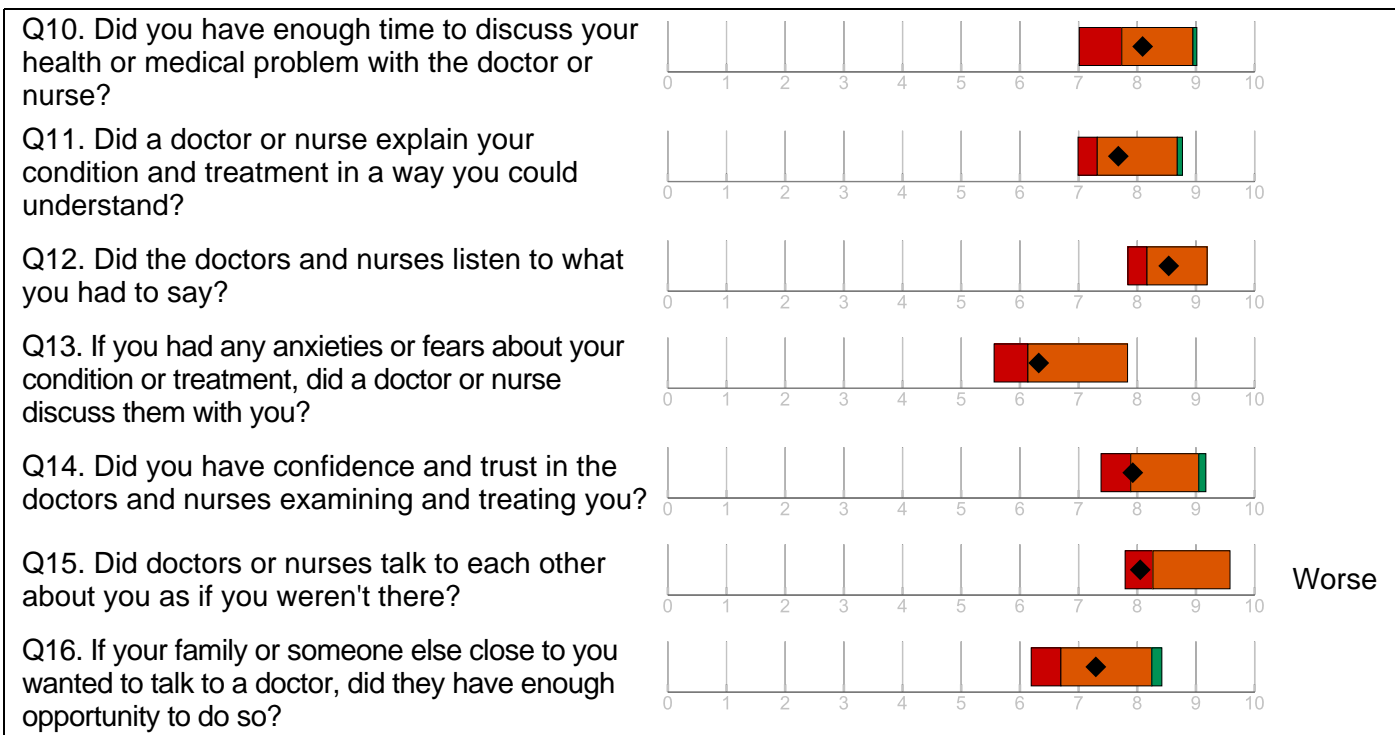 Q10. Did you have enough time to discuss your
health or medical problem with the doctor or
nurse?
0 1 2 3 4 5 6 7 8 9 10
Q11. Did a doctor or nurse explain your
condition and treatment in a way you could
understand?
0 1 2 3 4 5 6 7 8 9 10
Q12. Did the doctors and nurses listen to what
you had to say?
0 1 2 3 4 5 6 7 8 9 10
Q13. If you had any anxieties or fears about your
condition or treatment, did a doctor or nurse
discuss them with you?
0 1 2 3 4 5 6 7 8 9 10
Q14. Did you have confidence and trust in the
doctors and nurses examining and treating you?
0 1 2 3 4 5 6 7 8 9 10
Q15. Did doctors or nurses talk to each other
about you as if you weren't there?
0 1 2 3 4 5 6 7 8 9 10
Worse
Q16. If your family or someone else close to you
wanted to talk to a doctor, did they have enough
opportunity to do so?
0 1 2 3 4 5 6 7 8 9 10